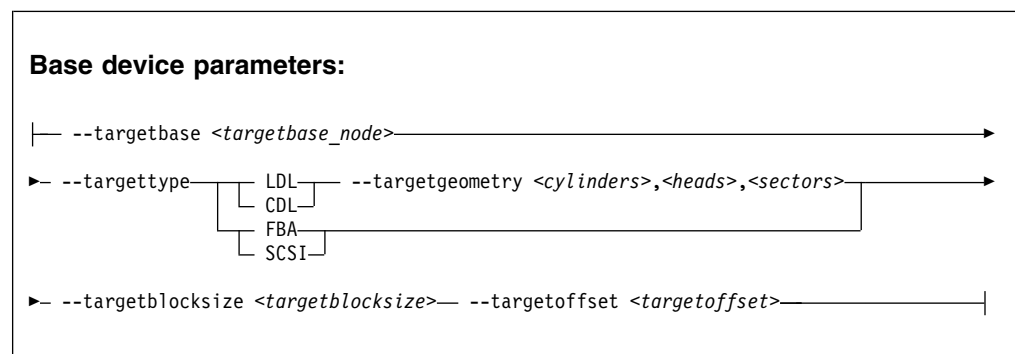 Base device parameters:
--targetbase <targetbase_node>
--targettype LDL --targetgeometry <cylinders>,<heads>,<sectors>
CDL
FBA
SCSI
--targetblocksize <targetblocksize> --targetoffset <targetoffset>